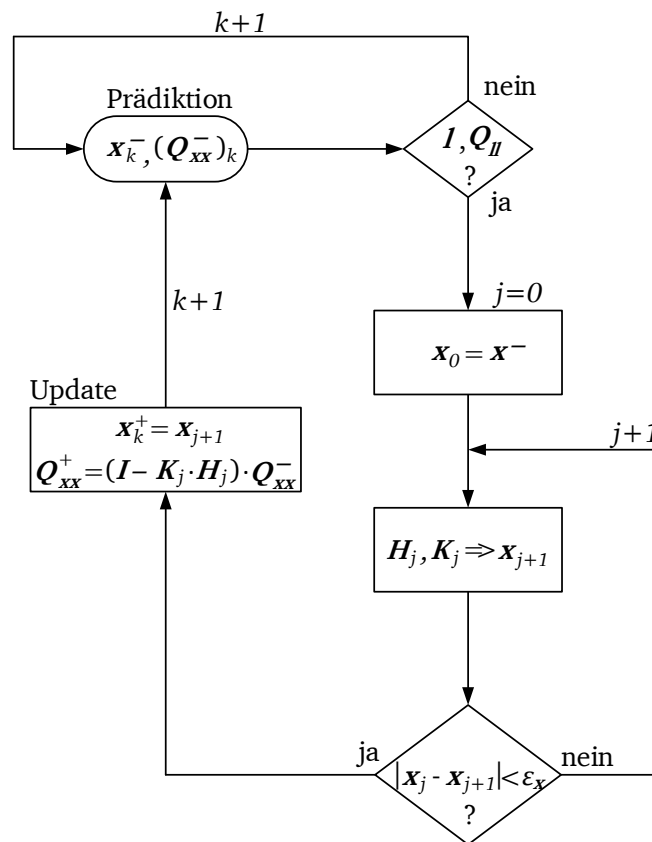 k+1
nein
Prädiktion
x_k^-, (Q_xx^-)_k
l, Q_ll
?
ja
j=0
x_0 = x^-
k+1
Update
x_k^+ = x_{j+1}
Q_xx^+ = (I - K_j · H_j) · Q_xx^-
j+1
H_j, K_j => x_{j+1}
ja
nein
|x_j - x_{j+1}| < ε_x
?